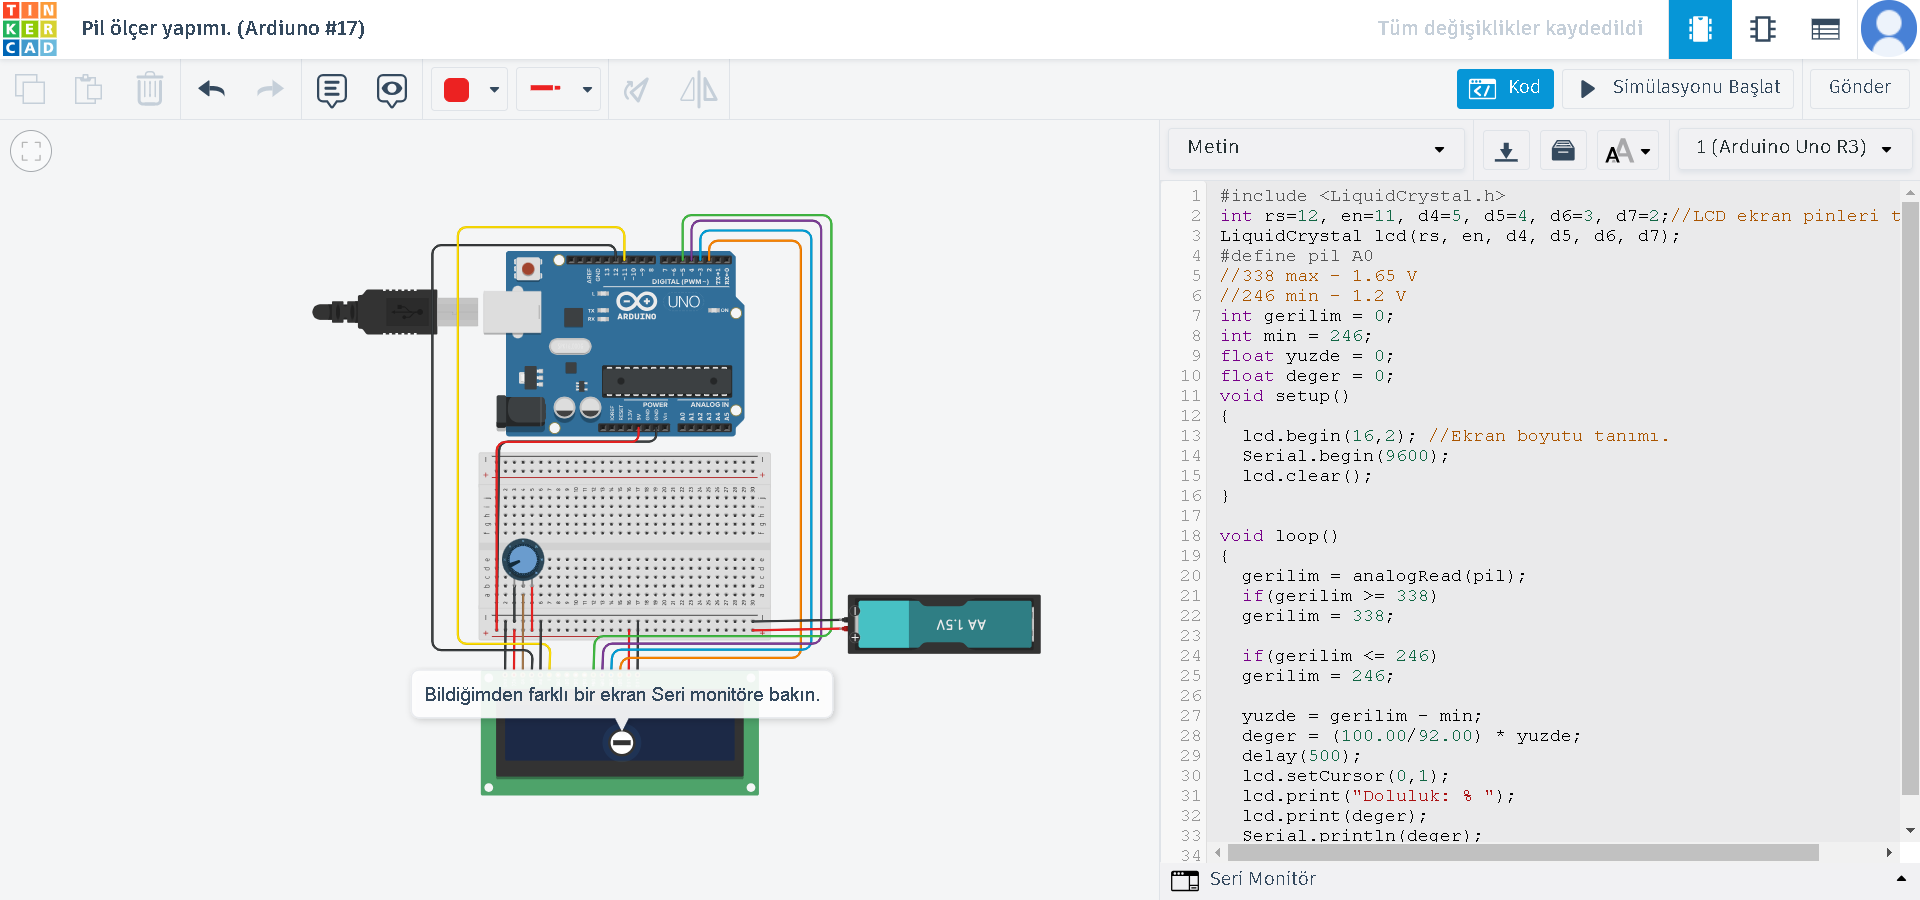 TINKERCAD
Pil ölçer yapımı. (Ardiuno #17)
Tüm değişiklikler kaydedildi
Kod
Simülasyonu Başlat
Gönder
Metin
1 (Arduino Uno R3)
1 #include <LiquidCrystal.h>
2 int rs=12, en=11, d4=5, d5=4, d6=3, d7=2;//LCD ekran pinleri t
3 LiquidCrystal lcd(rs, en, d4, d5, d6, d7);
4 #define pil A0
5 //338 max - 1.65 V
6 //246 min - 1.2 V
7 int gerilim = 0;
8 int min = 246;
9 float yuzde = 0;
10 float deger = 0;
11 void setup()
12 {
13 lcd.begin(16,2); //Ekran boyutu tanımı.
14 Serial.begin(9600);
15 lcd.clear();
16 }
17
18 void loop()
19 {
20 gerilim = analogRead(pil);
21 if(gerilim >= 338)
22 gerilim = 338;
23
24 if(gerilim <= 246)
25 gerilim = 246;
26
27 yuzde = gerilim - min;
28 deger = (100.00/92.00) * yuzde;
29 delay(500);
30 lcd.setCursor(0,1);
31 lcd.print("Doluluk: % ");
32 lcd.print(deger);
33 Serial.println(deger);
34
Seri Monitör
DIGITAL (PWM~)
UNO
ARDUINO
TX
RX
ON
POWER
ANALOG IN
AA 1.5V
Bildiğimden farklı bir ekran Seri monitöre bakın.